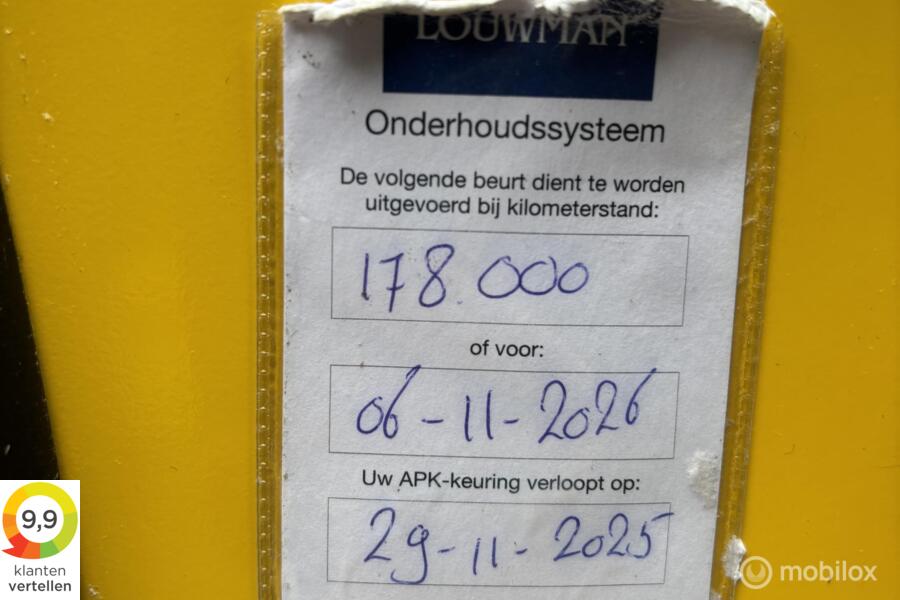 LOUWMAN
Onderhoudssysteem
De volgende beurt dient te worden
uitgevoerd bij kilometerstand:
178.000
of voor:
06-11-2026
Uw APK-keuring verloopt op:
29-11-2025
9,9
klanten
vertellen
mobilox